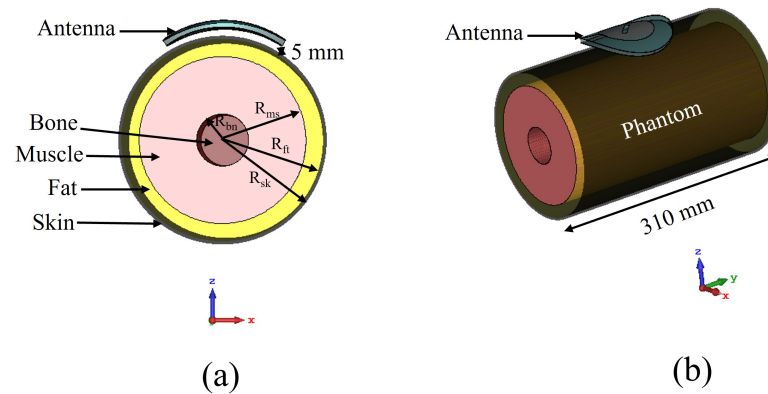 Antenna
5 mm
Bone
Muscle
Fat
Skin
R_bn
R_ms
R_ft
R_sk
z
x
(a)
Antenna
Phantom
310 mm
z
y
x
(b)